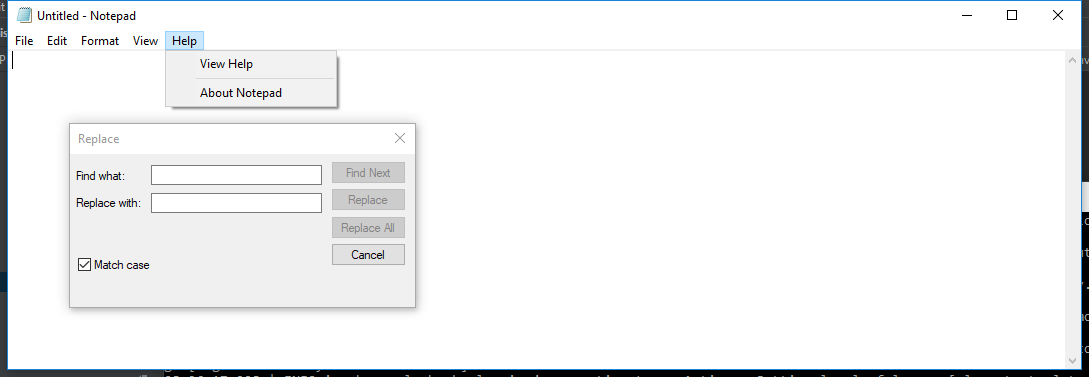 Untitled - Notepad
File Edit Format View Help
View Help
About Notepad
Replace
Find what:
Find Next
Replace with:
Replace
Replace All
Cancel
Match case